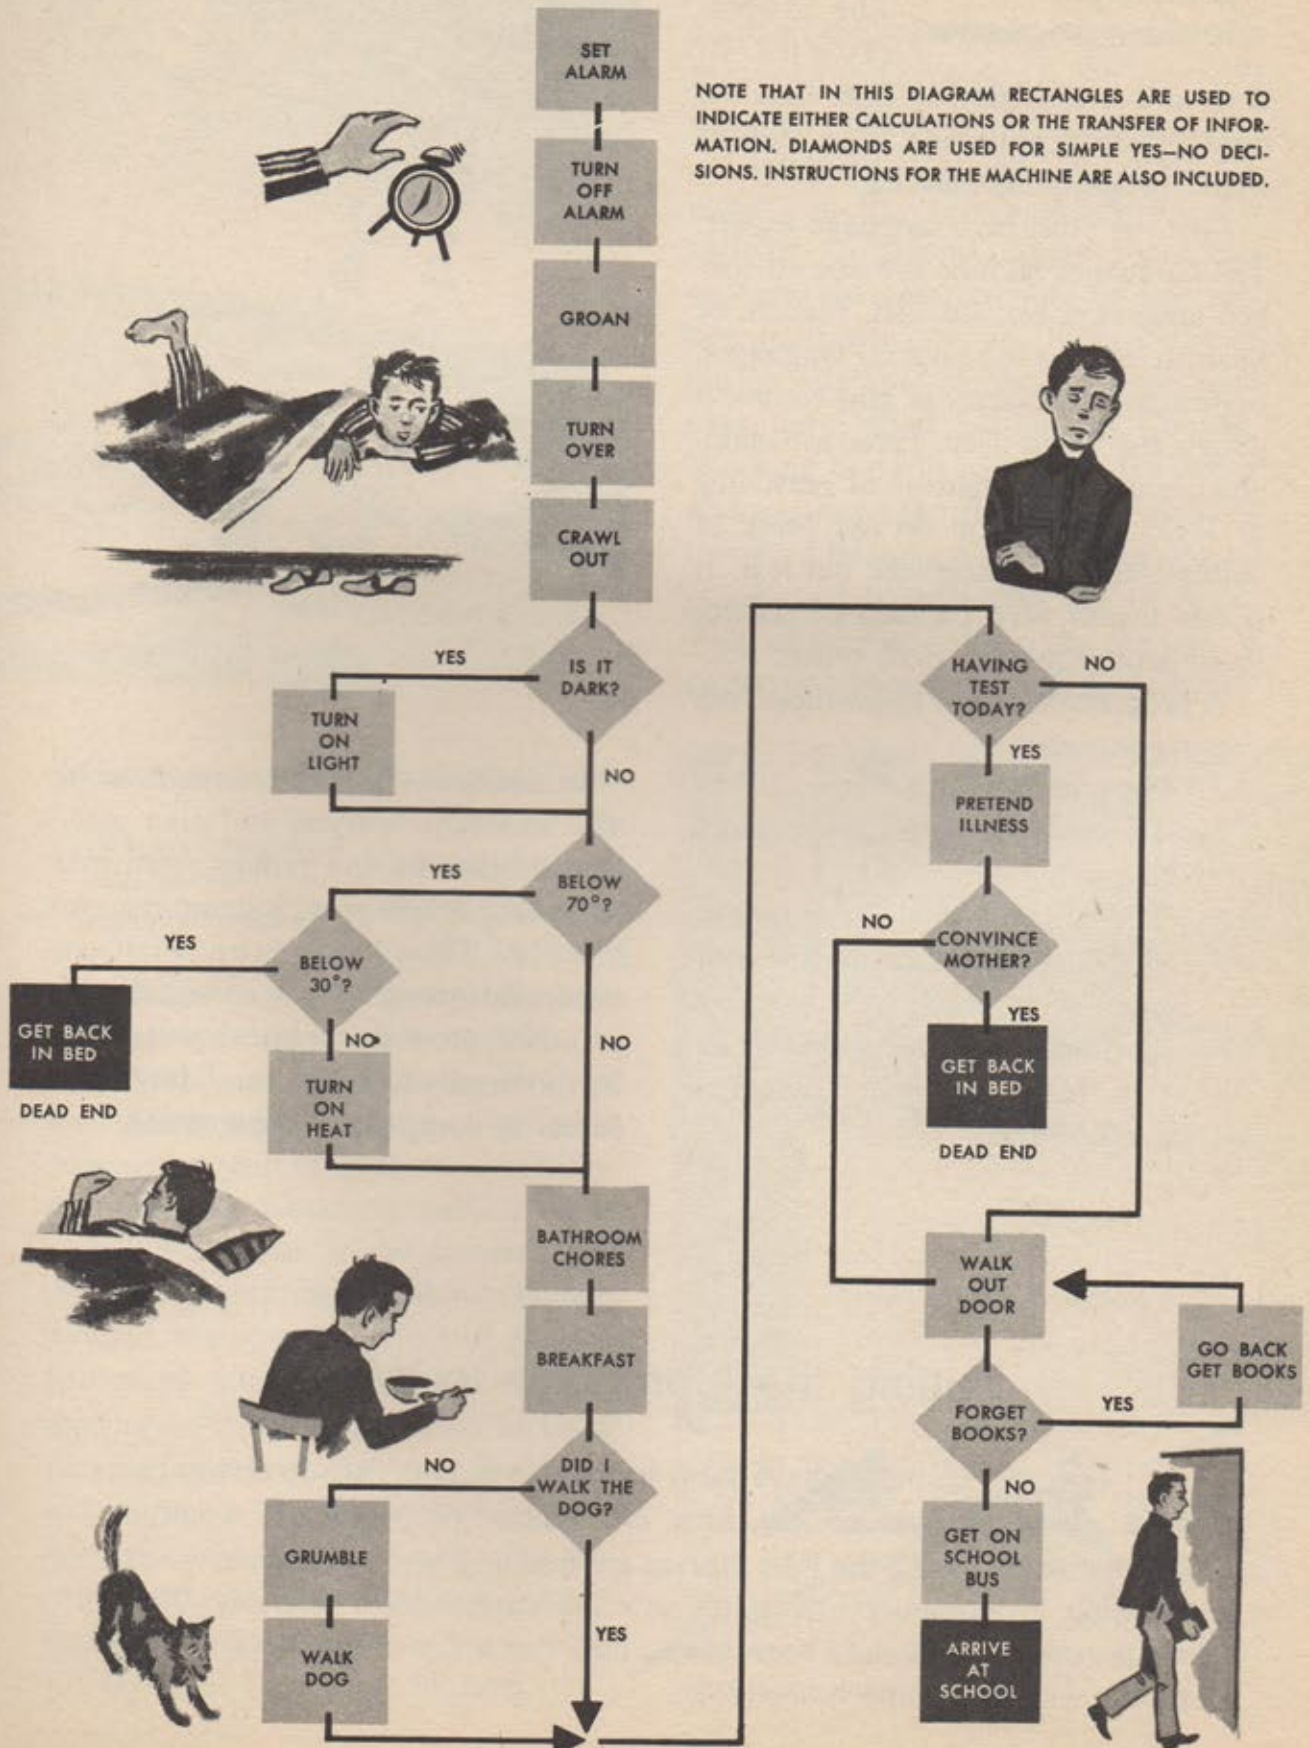 SET
ALARM
NOTE THAT IN THIS DIAGRAM RECTANGLES ARE USED TO
INDICATE EITHER CALCULATIONS OR THE TRANSFER OF INFOR-
MATION. DIAMONDS ARE USED FOR SIMPLE YES—NO DECI-
SIONS. INSTRUCTIONS FOR THE MACHINE ARE ALSO INCLUDED.
TURN
OFF
ALARM
GROAN
TURN
OVER
CRAWL
OUT
IS IT
DARK?
YES
TURN
ON
LIGHT
NO
BELOW
70°?
YES
BELOW
30°?
YES
GET BACK
IN BED
DEAD END
NO
TURN
ON
HEAT
NO
BATHROOM
CHORES
BREAKFAST
DID I
WALK THE
DOG?
NO
GRUMBLE
WALK
DOG
YES
HAVING
TEST
TODAY?
NO
YES
PRETEND
ILLNESS
CONVINCE
MOTHER?
NO
YES
GET BACK
IN BED
DEAD END
WALK
OUT
DOOR
FORGET
BOOKS?
YES
GO BACK
GET BOOKS
NO
GET ON
SCHOOL
BUS
ARRIVE
AT
SCHOOL